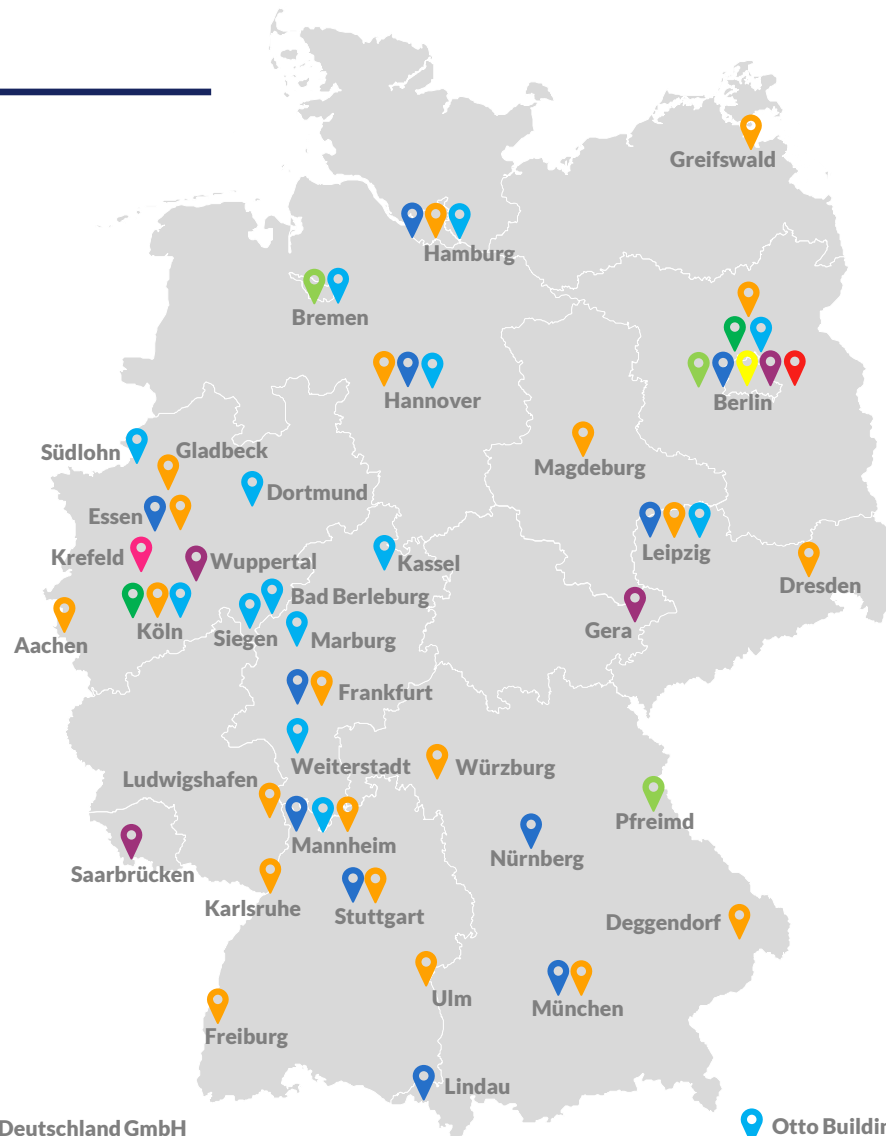 Greifswald
Hamburg
Bremen
Hannover
Berlin
Südlohn
Gladbeck
Magdeburg
Dortmund
Essen
Leipzig
Krefeld
Wuppertal
Kassel
Dresden
Bad Berleburg
Köln
Gera
Siegen
Marburg
Aachen
Frankfurt
Weiterstadt
Würzburg
Ludwigshafen
Pfreimd
Mannheim
Nürnberg
Saarbrücken
Karlsruhe
Stuttgart
Deggendorf
Ulm
München
Freiburg
Lindau
Deutschland GmbH
Otto Buildin